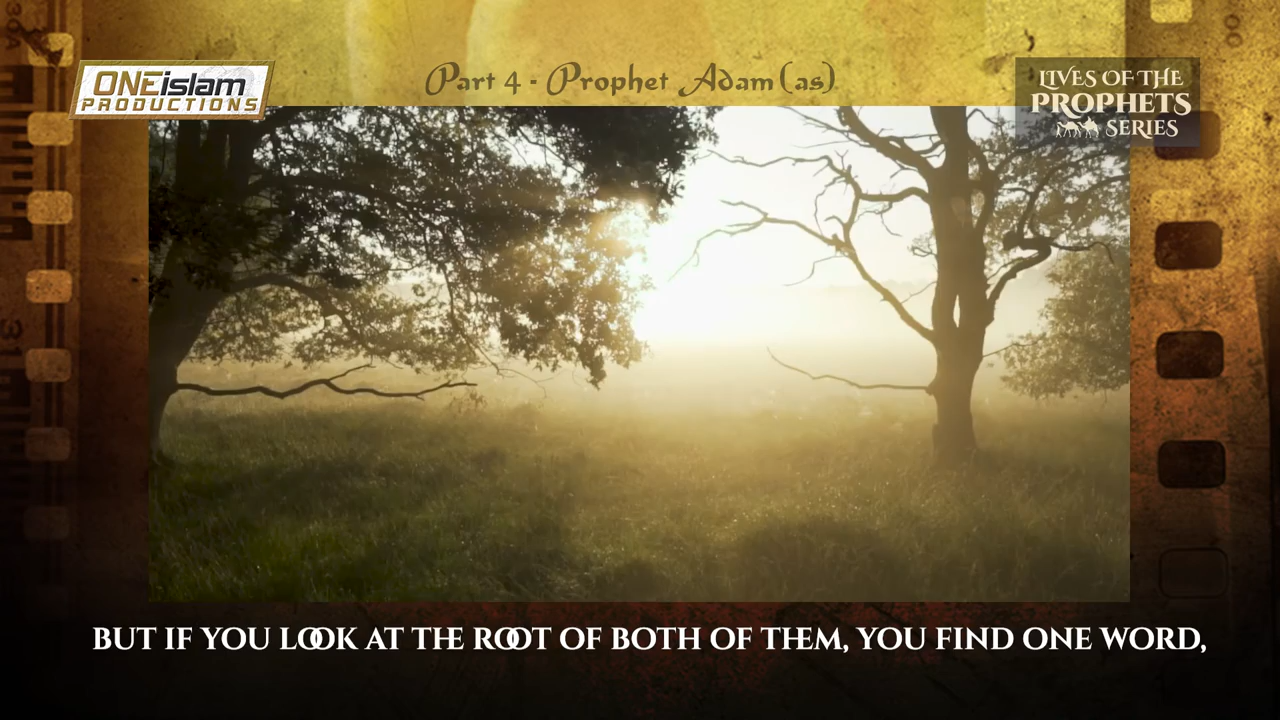 ONEislam
PRODUCTIONS
Part 4 - Prophet Adam (as)
LIVES OF THE
PROPHETS
SERIES
BUT IF YOU LOOK AT THE ROOT OF BOTH OF THEM, YOU FIND ONE WORD,